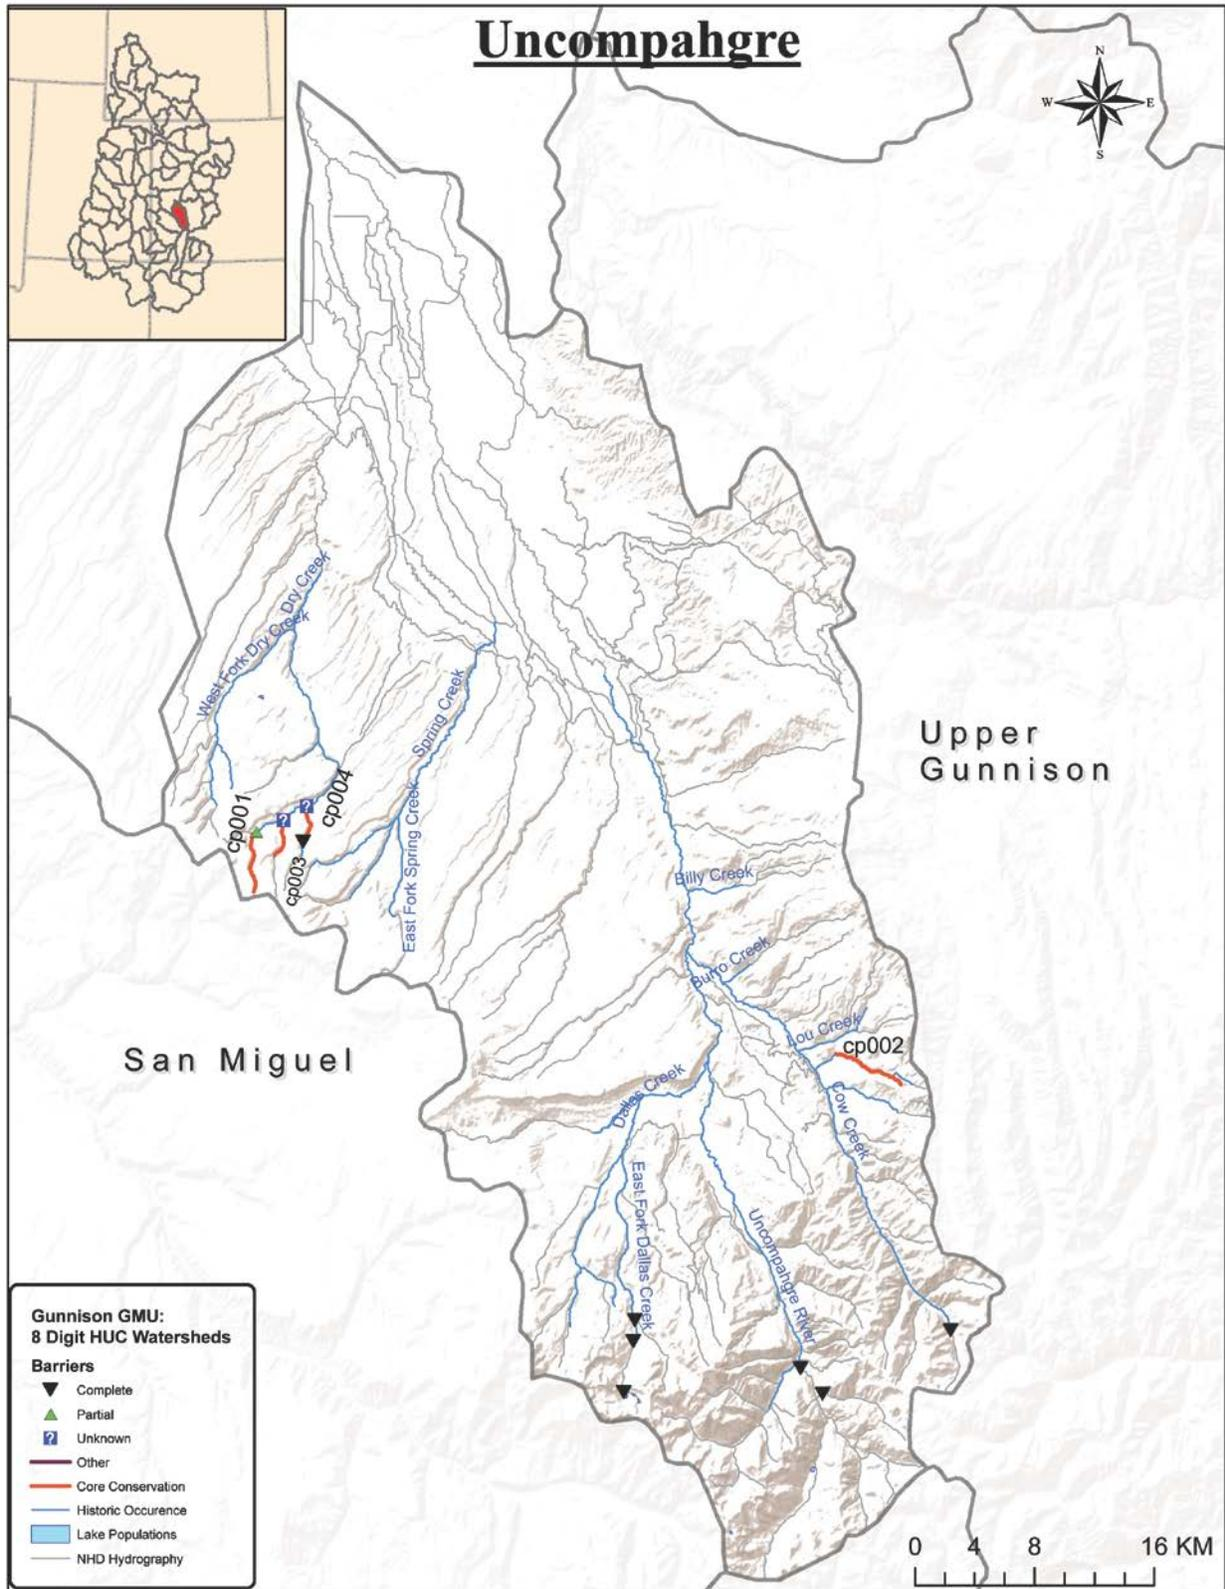 Uncompahgre
N
W
E
S
Dry Creek
West Fork Dry Creek
Spring Creek
East Fork Spring Creek
cp001
cp004
cp003
?
?
Upper
Gunnison
Billy Creek
Burro Creek
Lou Creek
cp002
Cow Creek
San Miguel
Dallas Creek
East Fork Dallas Creek
Uncompahgre River
Gunnison GMU:
8 Digit HUC Watersheds
Barriers
Complete
Partial
? Unknown
Other
Core Conservation
Historic Occurence
Lake Populations
NHD Hydrography
0 4 8 16 KM